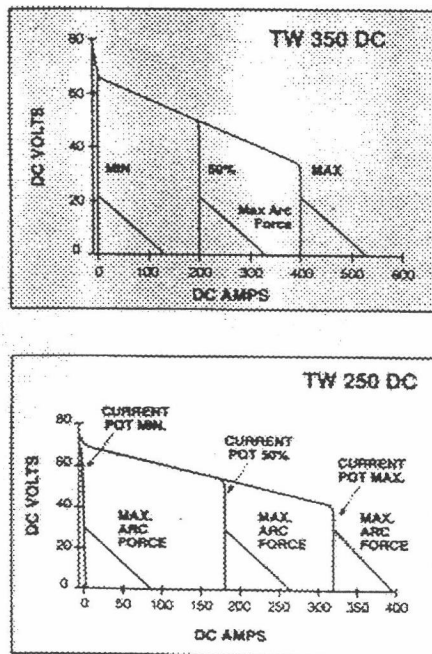 TW 350 DC
80
60
40
20
0
DC VOLTS
MIN
50%
MAX
Max Arc
Force
0 100 200 300 400 500 600
DC AMPS
TW 250 DC
80
60
40
20
0
DC VOLTS
CURRENT
POT MIN.
CURRENT
POT 50%.
CURRENT
POT MAX.
MAX.
ARC
FORCE
MAX.
ARC
FORCE
MAX.
ARC
FORCE
0 50 100 150 200 250 300 350 400
DC AMPS